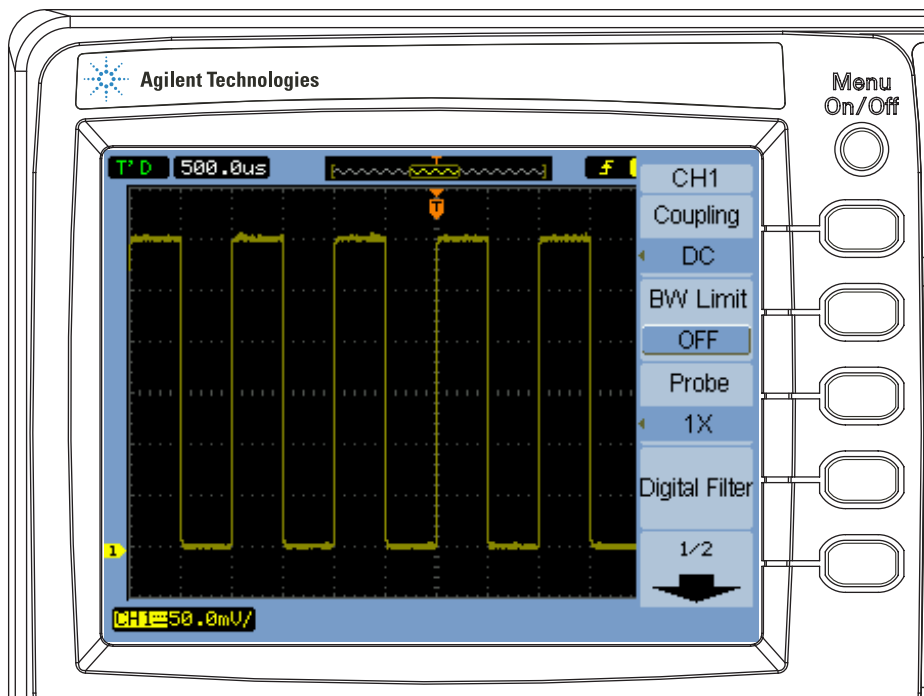 Agilent Technologies
Menu
On/Off
T'D 500.0us
T
CH1
Coupling
DC
BW Limit
OFF
Probe
1X
Digital Filter
1/2
1
CH1 50.0mV/